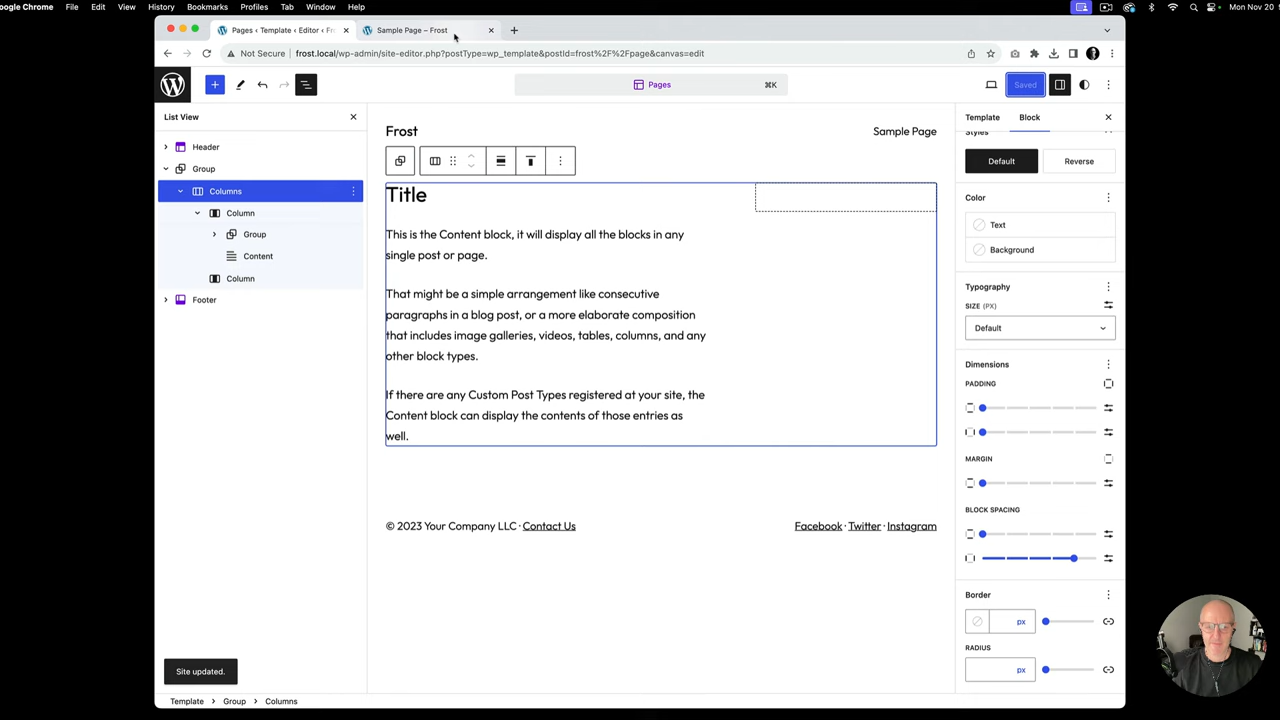 oogle Chrome File Edit View History Bookmarks Profiles Tab Window Help Mon Nov 20
Pages ‹ Template ‹ Editor ‹ Fr
Sample Page – Frost
Not Secure frost.local/wp-admin/site-editor.php?postType=wp_template&postId=frost%2F%2Fpage&canvas=edit
Pages ⌘K
Saved
List View
Header
Group
Columns
Column
Group
Content
Column
Footer
Frost
Sample Page
Title
This is the Content block, it will display all the blocks in any
single post or page.
That might be a simple arrangement like consecutive
paragraphs in a blog post, or a more elaborate composition
that includes image galleries, videos, tables, columns, and any
other block types.
If there are any Custom Post Types registered at your site, the
Content block can display the contents of those entries as
well.
© 2023 Your Company LLC · Contact Us
Facebook · Twitter · Instagram
Template Block
Styles
Default Reverse
Color
Text
Background
Typography
SIZE (PX)
Default
Dimensions
PADDING
MARGIN
BLOCK SPACING
Border
px
RADIUS
px
Site updated.
Template > Group > Columns